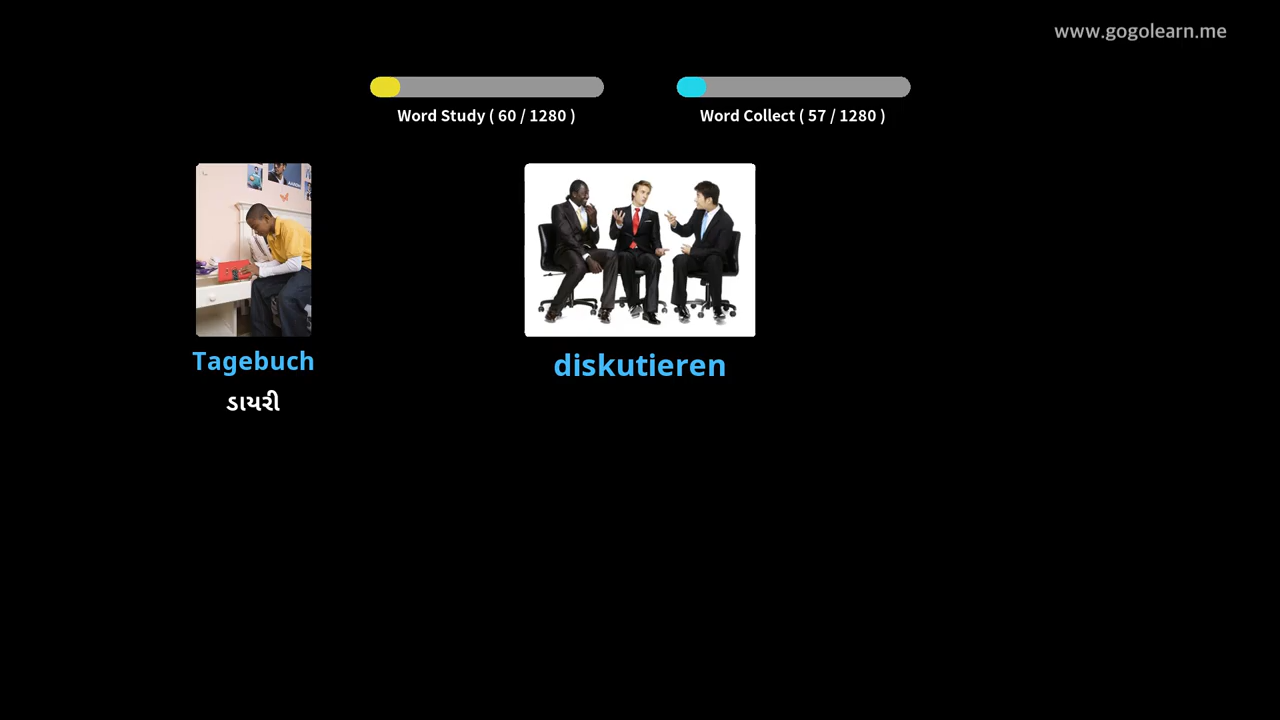 www.gogolearn.me
Word Study ( 60 / 1280 )
Word Collect ( 57 / 1280 )
Tagebuch
ડાયરી
diskutieren